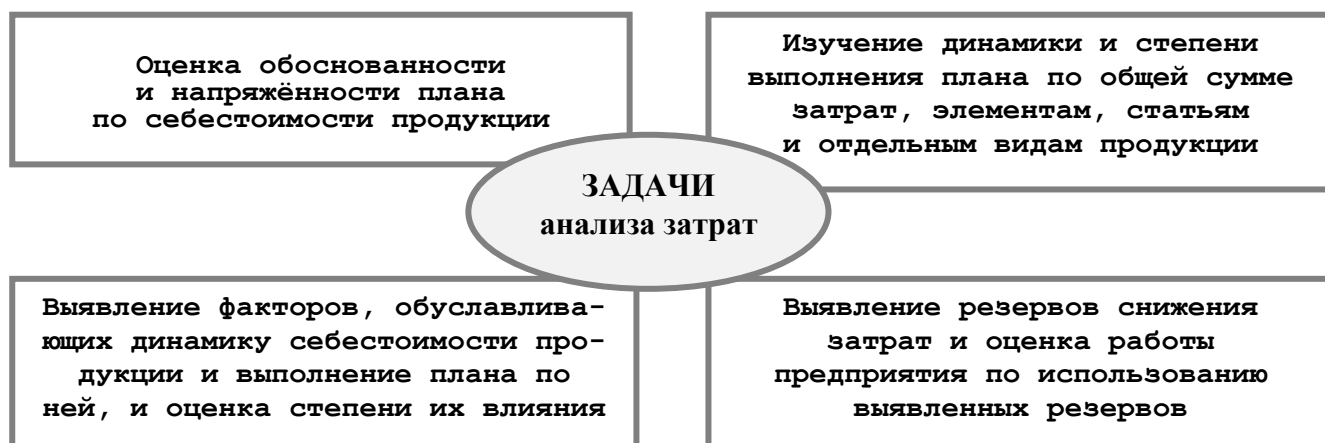 Оценка обоснованности
и напряжённости плана
по себестоимости продукции
Изучение динамики и степени
выполнения плана по общей сумме
затрат, элементам, статьям
и отдельным видам продукции
ЗАДАЧИ
анализа затрат
Выявление факторов, обуславлива-
ющих динамику себестоимости про-
дукции и выполнение плана по
ней, и оценка степени их влияния
Выявление резервов снижения
затрат и оценка работы
предприятия по использованию
выявленных резервов